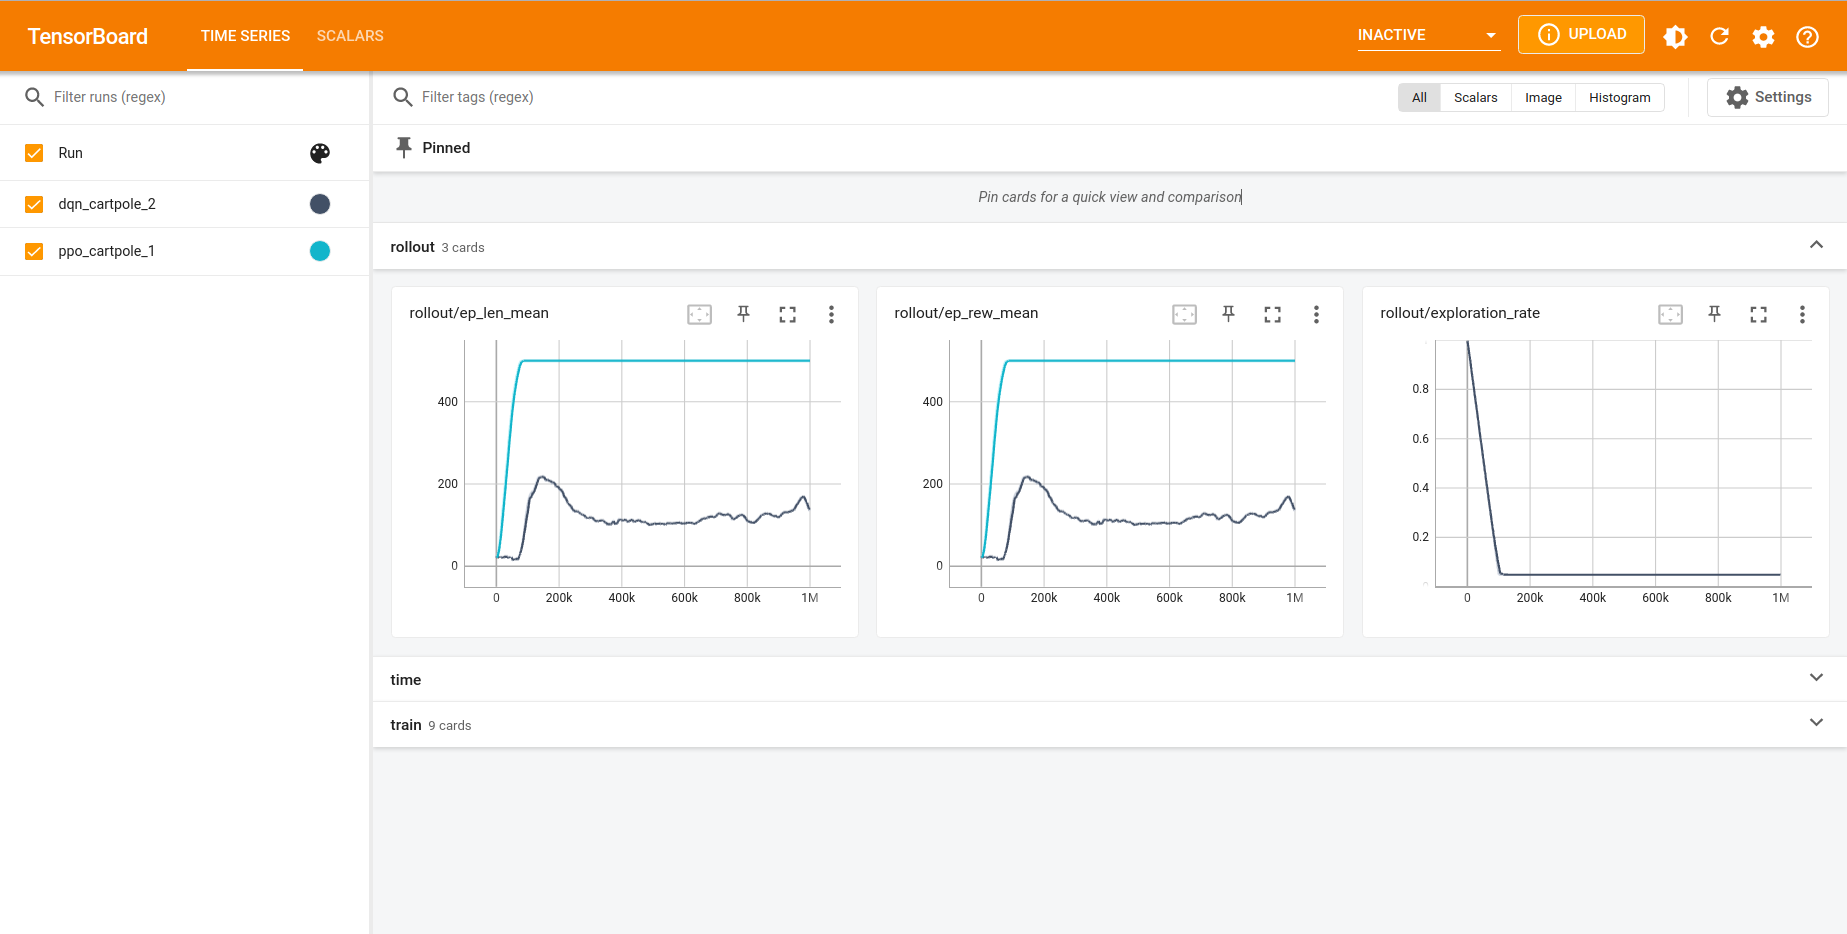 TensorBoard TIME SERIES SCALARS INACTIVE UPLOAD
Filter runs (regex)
Run
dqn_cartpole_2
ppo_cartpole_1
Filter tags (regex) All Scalars Image Histogram Settings
Pinned
Pin cards for a quick view and comparison
rollout 3 cards
rollout/ep_len_mean
400
200
0
0 200k 400k 600k 800k 1M
rollout/ep_rew_mean
400
200
0
0 200k 400k 600k 800k 1M
rollout/exploration_rate
0.8
0.6
0.4
0.2
0 200k 400k 600k 800k 1M
time
train 9 cards